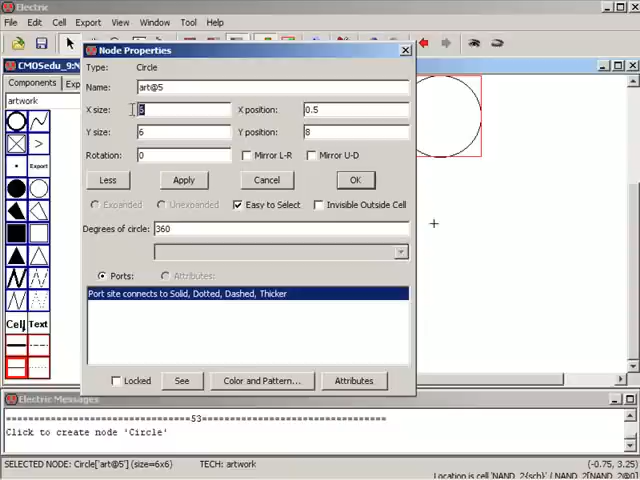 Electric
File Edit Cell Export View Window Tool Help
CMOSedu_9:N
Components Exp
artwork
Export
Cell Text
Node Properties
Type: Circle
Name: art@5
X size: 6 X position: 0.5
Y size: 6 Y position: 8
Rotation: 0 Mirror L-R Mirror U-D
Less Apply Cancel OK
Expanded Unexpanded Easy to Select Invisible Outside Cell
Degrees of circle: 360
Ports: Attributes:
Port site connects to Solid, Dotted, Dashed, Thicker
Locked See Color and Pattern... Attributes
Electric Messages
================================53================================
Click to create node 'Circle'
SELECTED NODE: Circle['art@5'] (size=6x6) TECH: artwork (-0.75, 3.25)